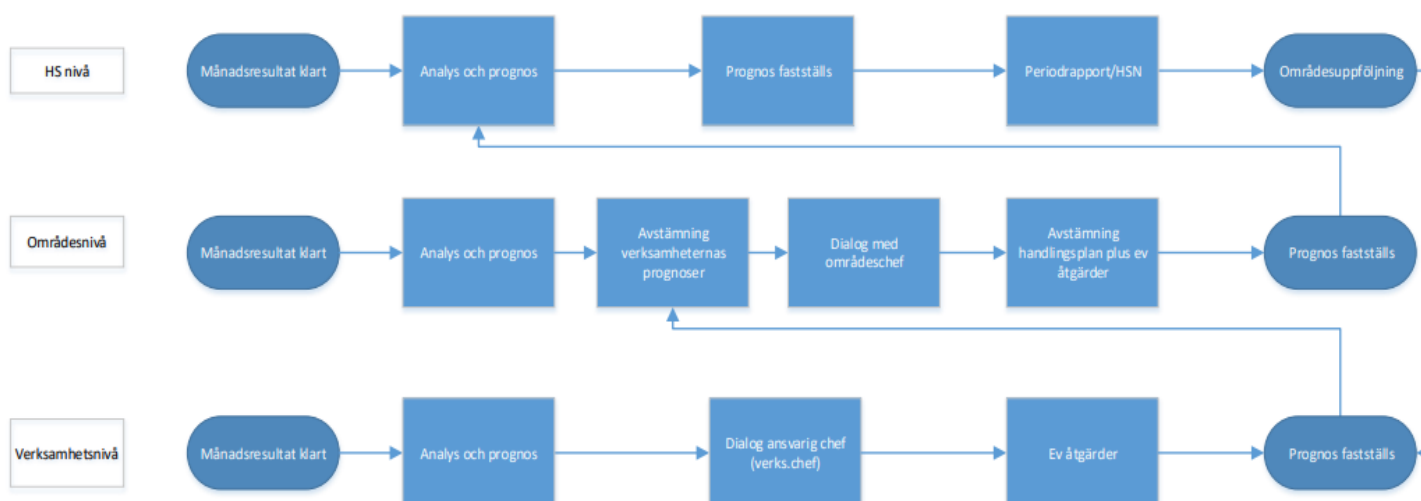 HS nivå
Månadsresultat klart
Analys och prognos
Prognos fastställs
Periodrapport/HSN
Områdesuppföljning
Områdesnivå
Månadsresultat klart
Analys och prognos
Avstämning
verksamheternas
prognoser
Dialog med
områdeschef
Avstämning
handlingsplan plus ev
åtgärder
Prognos fastställs
Verksamhetsnivå
Månadsresultat klart
Analys och prognos
Dialog ansvarig chef
(verks.chef)
Ev åtgärder
Prognos fastställs